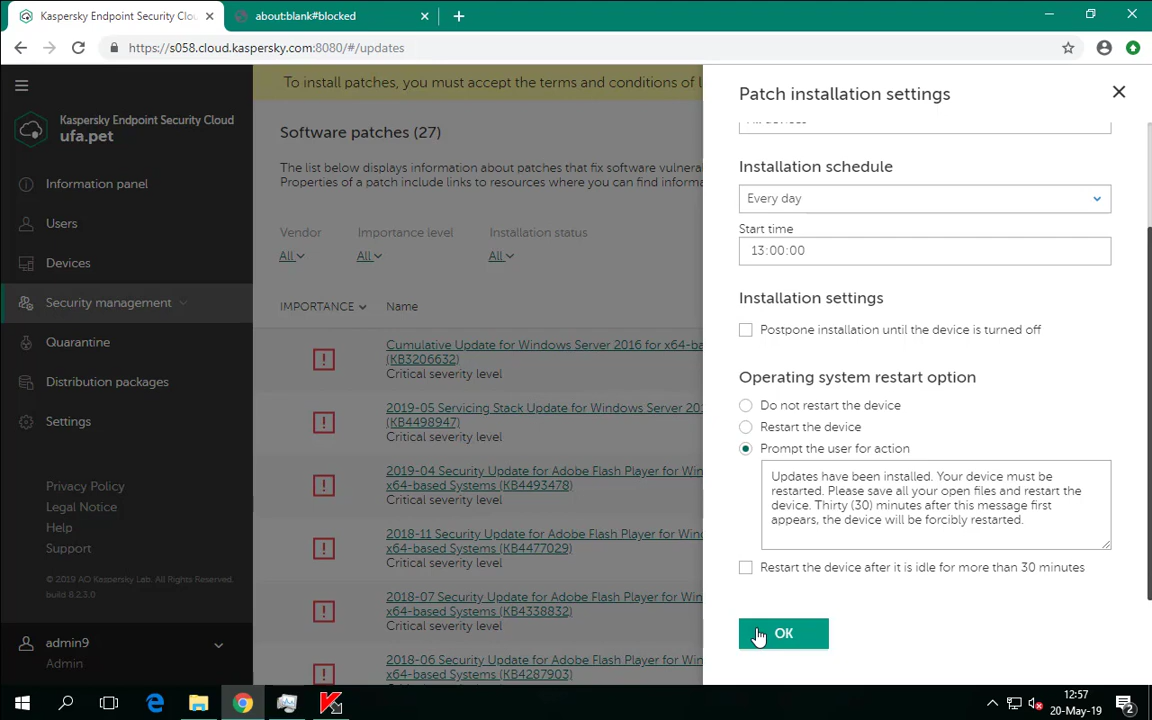 Kaspersky Endpoint Security Clou
about:blank#blocked
https://s058.cloud.kaspersky.com:8080/#/updates
Kaspersky Endpoint Security Cloud
ufa.pet
Information panel
Users
Devices
Security management
Quarantine
Distribution packages
Settings
Privacy Policy
Legal Notice
Help
Support
© 2019 AO Kaspersky Lab. All Rights Reserved.
build 8.2.3.0
admin9
Admin
To install patches, you must accept the terms and conditions of
Software patches (27)
The list below displays information about patches that fix software vulnera
Properties of a patch include links to resources where you can find informa
Vendor
Importance level
Installation status
All
All
All
IMPORTANCE
Name
Cumulative Update for Windows Server 2016 for x64-ba
(KB3206632)
Critical severity level
2019-05 Servicing Stack Update for Windows Server 20
(KB4498947)
Critical severity level
2019-04 Security Update for Adobe Flash Player for Win
x64-based Systems (KB4493478)
Critical severity level
2018-11 Security Update for Adobe Flash Player for Win
x64-based Systems (KB4477029)
Critical severity level
2018-07 Security Update for Adobe Flash Player for Win
x64-based Systems (KB4338832)
Critical severity level
2018-06 Security Update for Adobe Flash Player for Win
x64-based Systems (KB4287903)
Patch installation settings
Installation schedule
Every day
Start time
13:00:00
Installation settings
Postpone installation until the device is turned off
Operating system restart option
Do not restart the device
Restart the device
Prompt the user for action
Updates have been installed. Your device must be
restarted. Please save all your open files and restart the
device. Thirty (30) minutes after this message first
appears, the device will be forcibly restarted.
Restart the device after it is idle for more than 30 minutes
OK
12:57
20-May-19
2